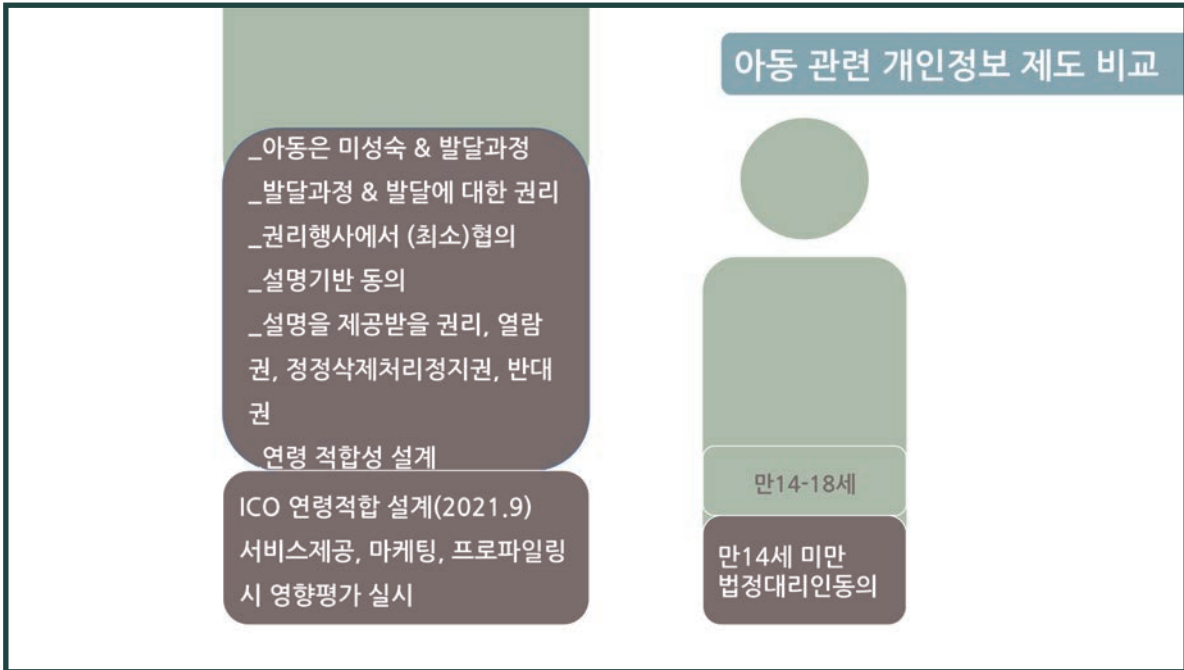 아동 관련 개인정보 제도 비교
_아동은 미성숙 & 발달과정
_발달과정 & 발달에 대한 권리
_권리행사에서 (최소)협의
_설명기반 동의
_설명을 제공받을 권리, 열람
권, 정정삭제처리정지권, 반대
권
_연령 적합성 설계
ICO 연령적합 설계(2021.9)
서비스제공, 마케팅, 프로파일링
시 영향평가 실시
만14-18세
만14세 미만
법정대리인동의